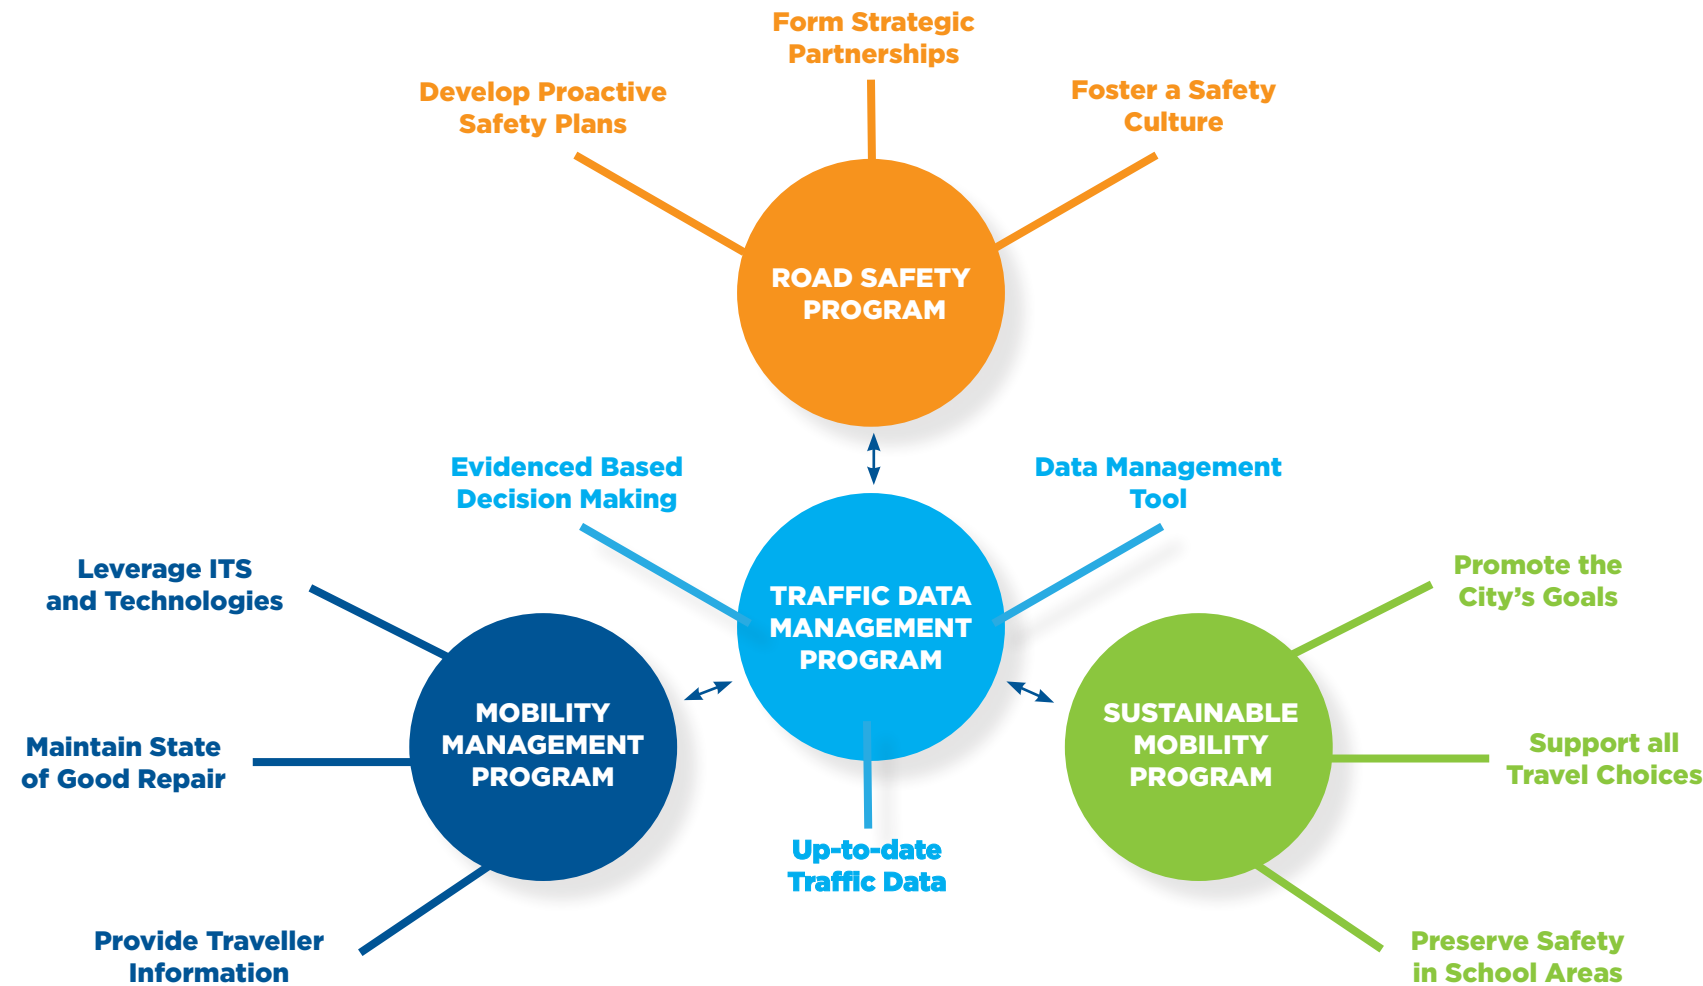 Form Strategic
Partnerships
Develop Proactive
Safety Plans
Foster a Safety
Culture
ROAD SAFETY
PROGRAM
Evidenced Based
Decision Making
Data Management
Tool
TRAFFIC DATA
MANAGEMENT
PROGRAM
Up-to-date
Traffic Data
Leverage ITS
and Technologies
Maintain State
of Good Repair
Provide Traveller
Information
MOBILITY
MANAGEMENT
PROGRAM
SUSTAINABLE
MOBILITY
PROGRAM
Promote the
City’s Goals
Support all
Travel Choices
Preserve Safety
in School Areas